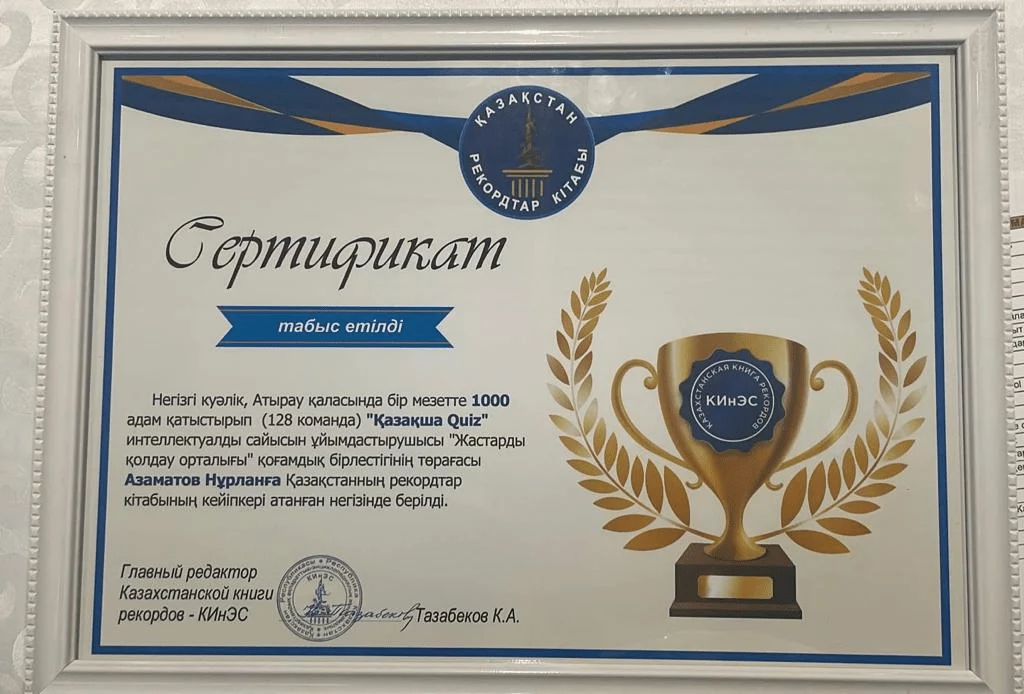 ҚАЗАҚСТАН
РЕКОРДТАР КІТАБЫ
Сертификат
табыс етілді
Негізгі куәлік, Атырау қаласында бір мезетте 1000
адам қатыстырып (128 команда) "Қазақша Quiz"
интеллектуалды сайысын ұйымдастырушысы "Жастарды
қолдау орталығы" қоғамдық бірлестігінің төрағасы
Азаматов Нұрланға Қазақстанның рекордтар
кітабының кейіпкері атанған негізінде берілді.
КАЗАХСТАНСКАЯ КНИГА РЕКОРДОВ
КИнЭС
Главный редактор
Казахстанской книги
рекордов - КИнЭС
КИнЭС
Тазабеков К.А.